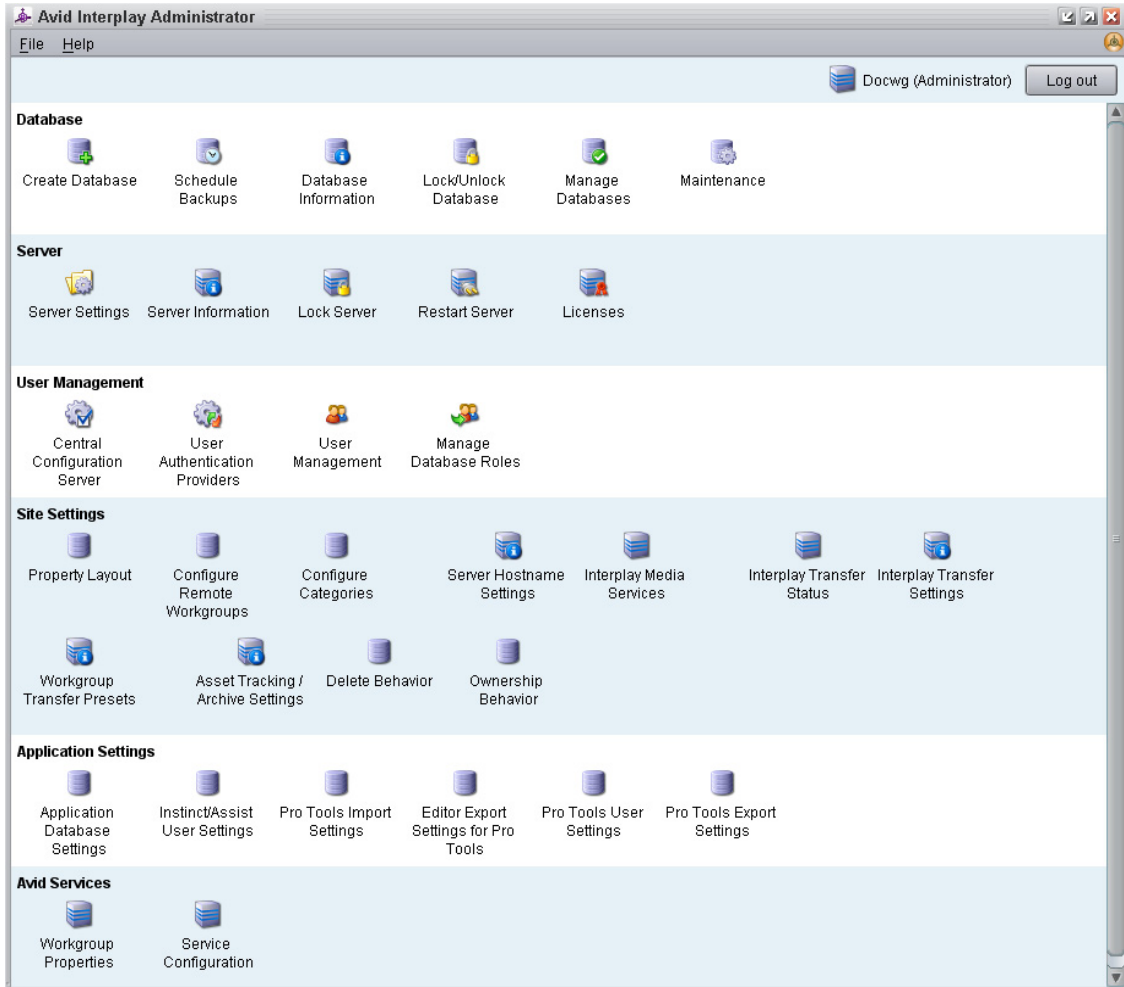 Avid Interplay Administrator
File Help
Docwg (Administrator) Log out
Database
Create Database
Schedule
Backups
Database
Information
Lock/Unlock
Database
Manage
Databases
Maintenance
Server
Server Settings
Server Information
Lock Server
Restart Server
Licenses
User Management
Central
Configuration
Server
User
Authentication
Providers
User
Management
Manage
Database Roles
Site Settings
Property Layout
Configure
Remote
Workgroups
Configure
Categories
Server Hostname
Settings
Interplay Media
Services
Interplay Transfer
Status
Interplay Transfer
Settings
Workgroup
Transfer Presets
Asset Tracking /
Archive Settings
Delete Behavior
Ownership
Behavior
Application Settings
Application
Database
Settings
Instinct/Assist
User Settings
Pro Tools Import
Settings
Editor Export
Settings for Pro
Tools
Pro Tools User
Settings
Pro Tools Export
Settings
Avid Services
Workgroup
Properties
Service
Configuration